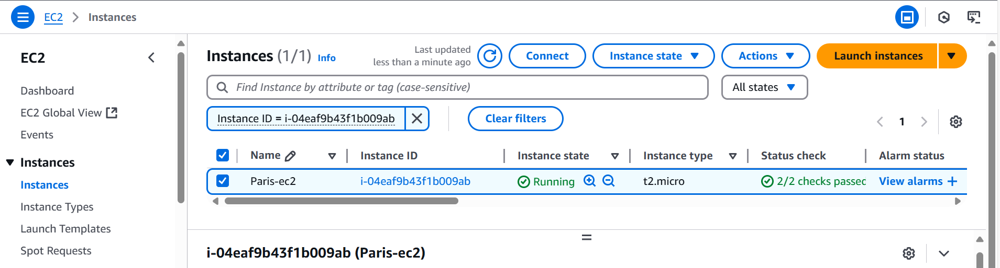 EC2 > Instances
EC2
Dashboard
EC2 Global View
Events
Instances
Instances
Instance Types
Launch Templates
Spot Requests
Instances (1/1) Info
Last updated
less than a minute ago
Connect
Instance state
Actions
Launch instances
Find Instance by attribute or tag (case-sensitive)
All states
Instance ID = i-04eaf9b43f1b009ab
Clear filters
1
Name Instance ID Instance state Instance type Status check Alarm status
Paris-ec2 i-04eaf9b43f1b009ab Running t2.micro 2/2 checks passed View alarms +
i-04eaf9b43f1b009ab (Paris-ec2)